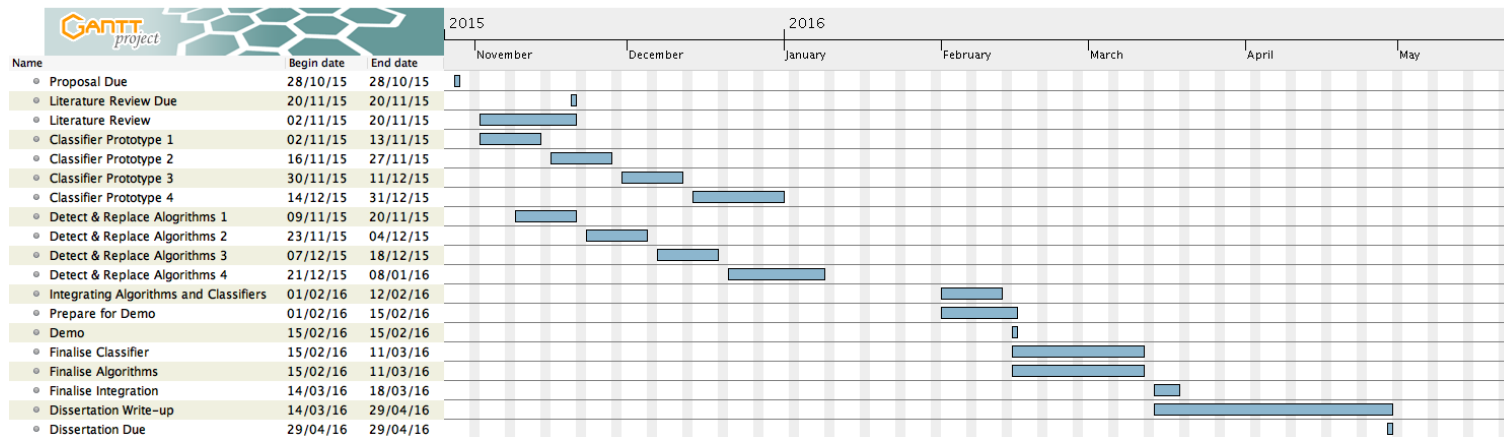 GANTT project
2015 2016
November December January February March April May
Name Begin date End date
Proposal Due 28/10/15 28/10/15
Literature Review Due 20/11/15 20/11/15
Literature Review 02/11/15 20/11/15
Classifier Prototype 1 02/11/15 13/11/15
Classifier Prototype 2 16/11/15 27/11/15
Classifier Prototype 3 30/11/15 11/12/15
Classifier Prototype 4 14/12/15 31/12/15
Detect & Replace Alogrithms 1 09/11/15 20/11/15
Detect & Replace Algorithms 2 23/11/15 04/12/15
Detect & Replace Algorithms 3 07/12/15 18/12/15
Detect & Replace Algorithms 4 21/12/15 08/01/16
Integrating Algorithms and Classifiers 01/02/16 12/02/16
Prepare for Demo 01/02/16 15/02/16
Demo 15/02/16 15/02/16
Finalise Classifier 15/02/16 11/03/16
Finalise Algorithms 15/02/16 11/03/16
Finalise Integration 14/03/16 18/03/16
Dissertation Write-up 14/03/16 29/04/16
Dissertation Due 29/04/16 29/04/16